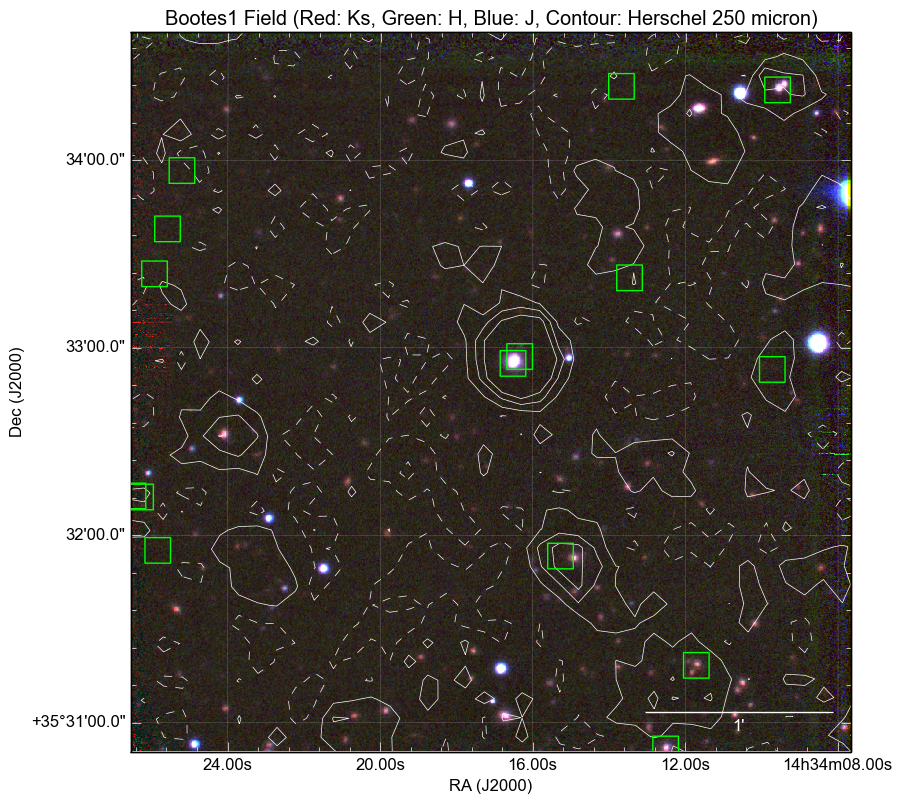 Bootes1 Field (Red: Ks, Green: H, Blue: J, Contour: Herschel 250 micron)
34'00.0"
33'00.0"
32'00.0"
+35°31'00.0"
Dec (J2000)
1'
24.00s 20.00s 16.00s 12.00s 14h34m08.00s
RA (J2000)